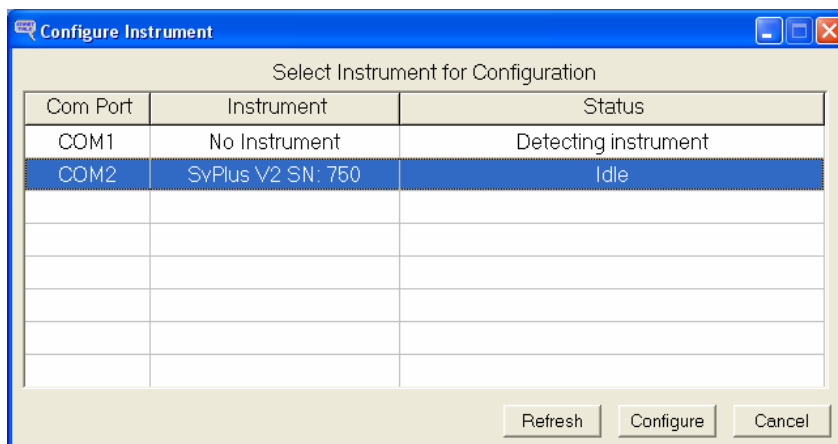 Configure Instrument
Select Instrument for Configuration
Com Port Instrument Status
COM1 No Instrument Detecting instrument
COM2 SvPlus V2 SN: 750 Idle
Refresh Configure Cancel